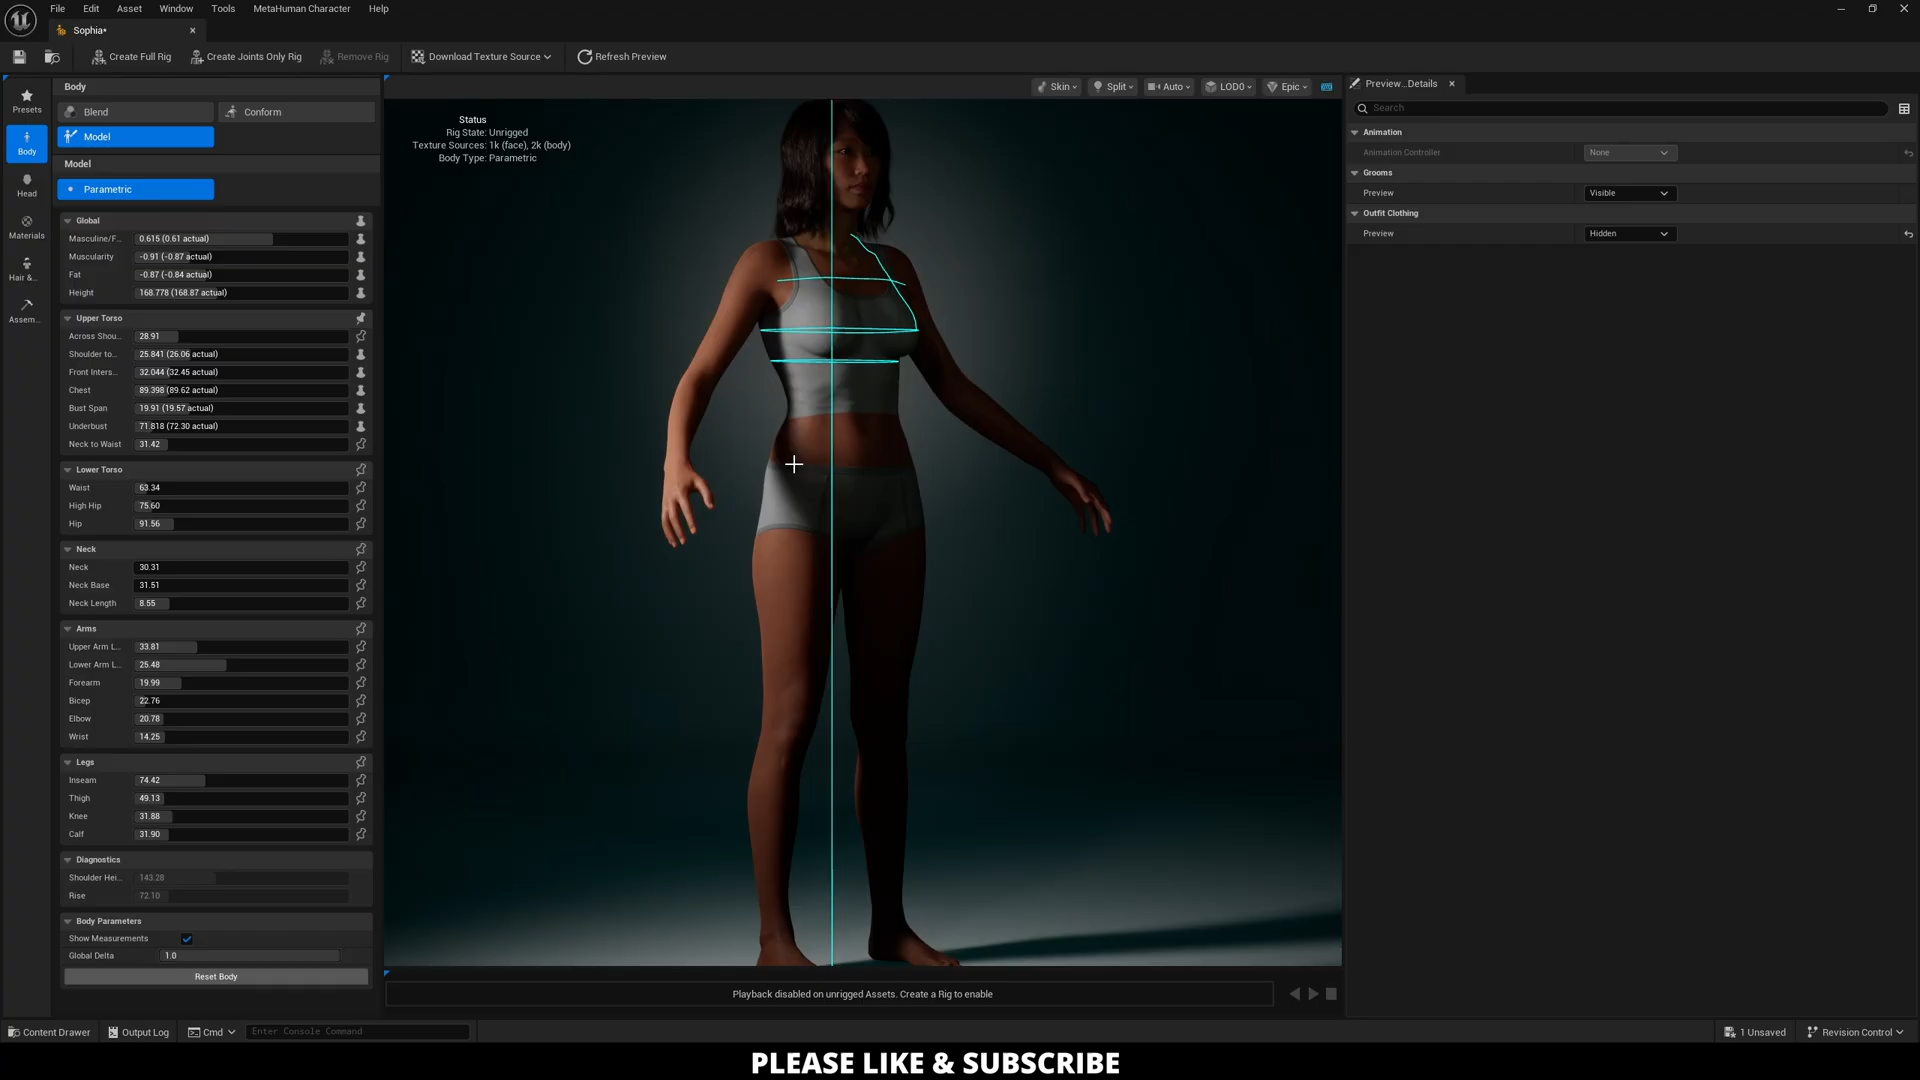 File Edit Asset Window Tools MetaHuman Character Help
Sophia*
Create Full Rig Create Joints Only Rig Remove Rig Download Texture Source Refresh Preview
Presets
Body
Head
Materials
Hair &...
Assem...
Body
Blend Conform
Model
Model
Parametric
Global
Masculine/F... 0.615 (0.61 actual)
Muscularity -0.91 (-0.87 actual)
Fat -0.87 (-0.84 actual)
Height 168.778 (168.87 actual)
Upper Torso
Across Shou... 28.91
Shoulder to... 25.841 (26.06 actual)
Front Inters... 32.044 (32.45 actual)
Chest 89.398 (89.62 actual)
Bust Span 19.91 (19.57 actual)
Underbust 71.818 (72.30 actual)
Neck to Waist 31.42
Lower Torso
Waist 63.34
High Hip 75.60
Hip 91.56
Neck
Neck 30.31
Neck Base 31.51
Neck Length 8.55
Arms
Upper Arm L... 33.81
Lower Arm L... 25.48
Forearm 19.99
Bicep 22.76
Elbow 20.78
Wrist 14.25
Legs
Inseam 74.42
Thigh 49.13
Knee 31.88
Calf 31.90
Diagnostics
Shoulder Hei... 143.28
Rise 72.10
Body Parameters
Show Measurements
Global Delta 1.0
Reset Body
Skin Split Auto LOD0 Epic
Status
Rig State: Unrigged
Texture Sources: 1k (face), 2k (body)
Body Type: Parametric
Playback disabled on unrigged Assets. Create a Rig to enable
Preview...Details
Search
Animation
Animation Controller None
Grooms
Preview Visible
Outfit Clothing
Preview Hidden
Content Drawer Output Log Cmd Enter Console Command 1 Unsaved Revision Control
PLEASE LIKE & SUBSCRIBE